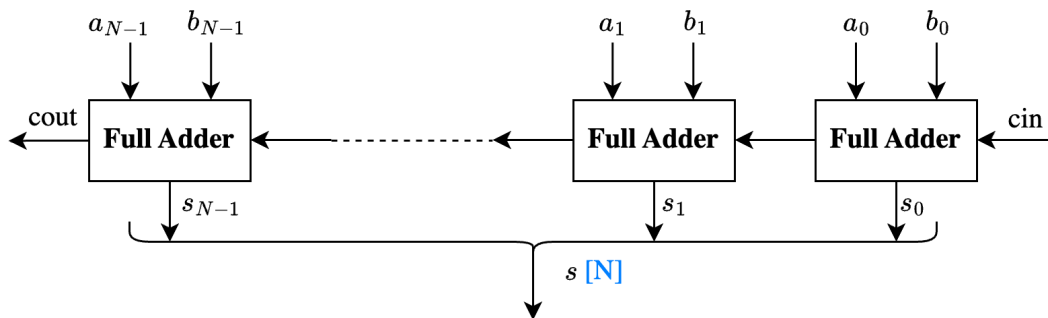 a_{N-1} b_{N-1} a_1 b_1 a_0 b_0
cout Full Adder Full Adder Full Adder cin
s_{N-1} s_1 s_0
s [N]